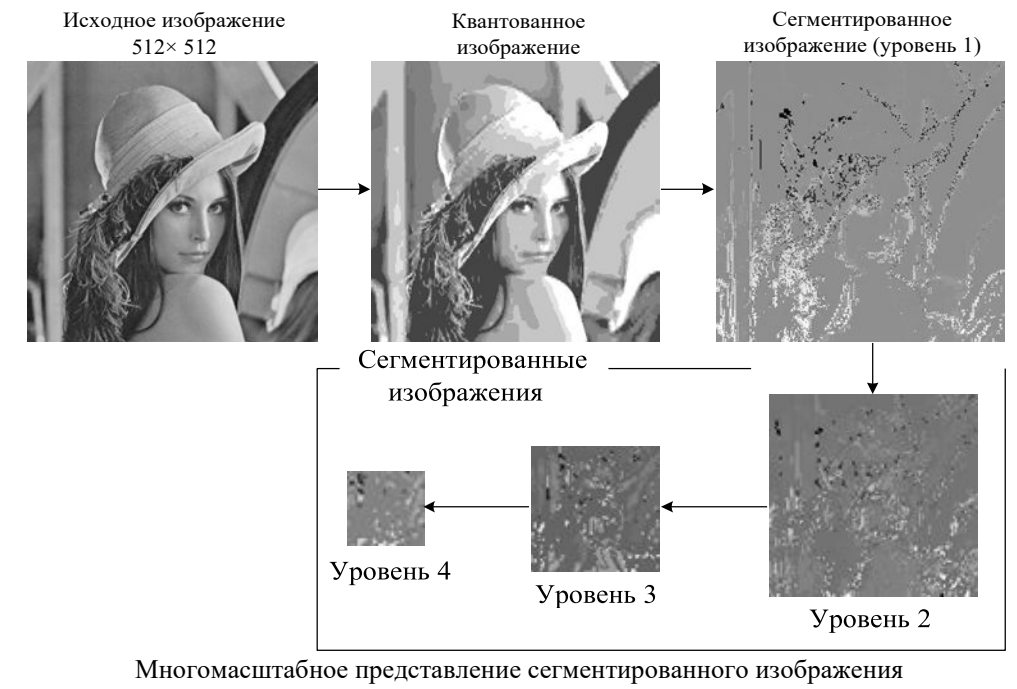 Исходное изображение
512× 512
Квантованное
изображение
Сегментированное
изображение (уровень 1)
Сегментированные
изображения
Уровень 4
Уровень 3
Уровень 2
Многомасштабное представление сегментированного изображения